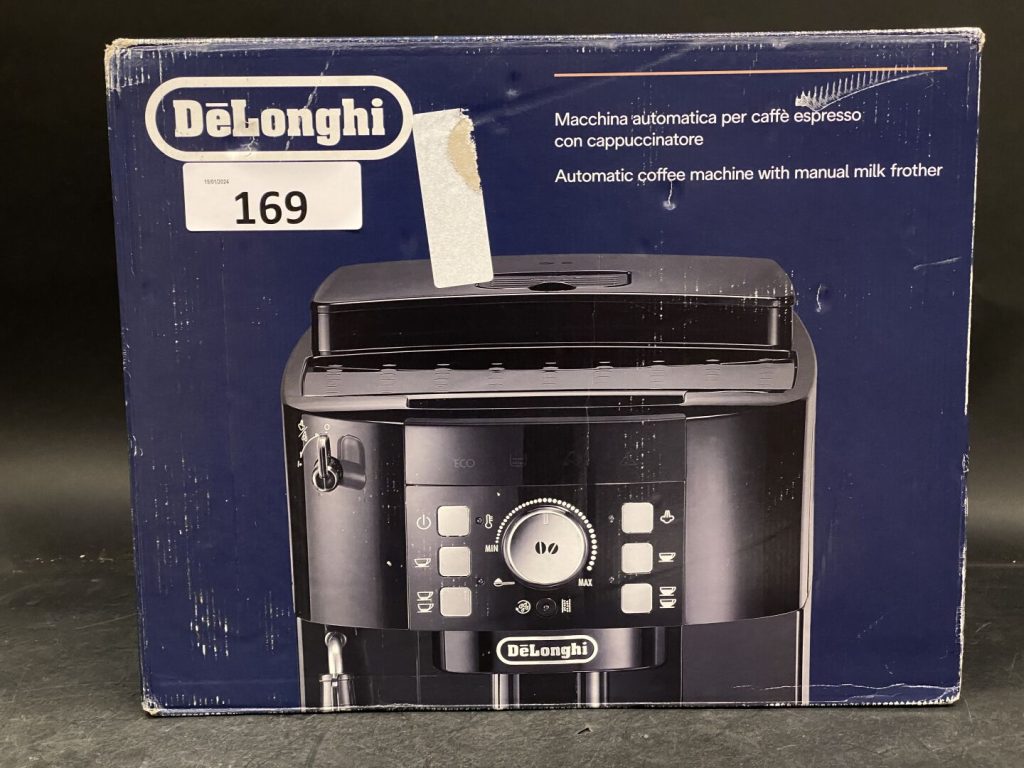 DēLonghi
Macchina automatica per caffè espresso
con cappuccinatore
Automatic coffee machine with manual milk frother
15/01/2024
169
ECO
MIN
MAX
DēLonghi